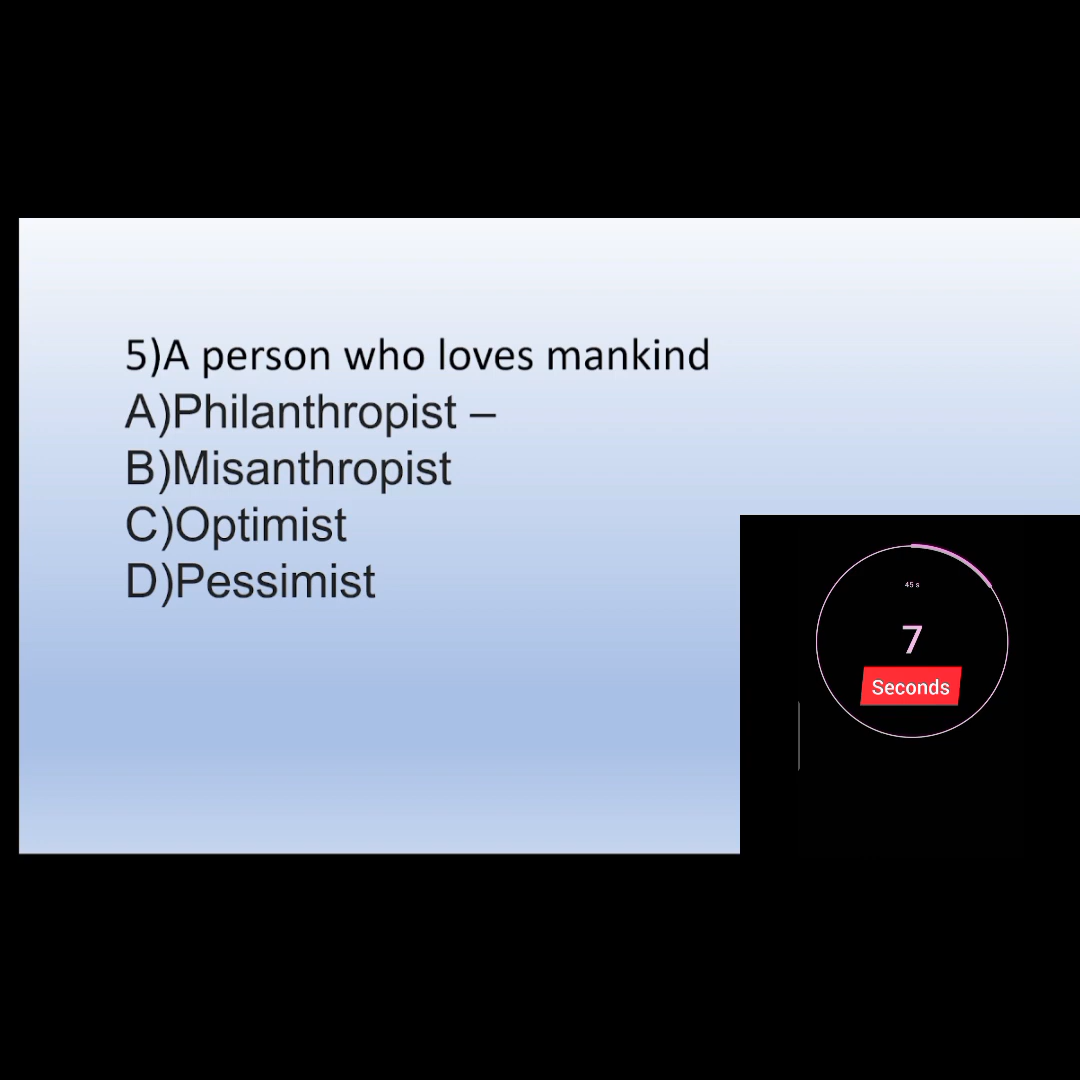 5)A person who loves mankind
A)Philanthropist –
B)Misanthropist
C)Optimist
D)Pessimist
45 s
7
Seconds